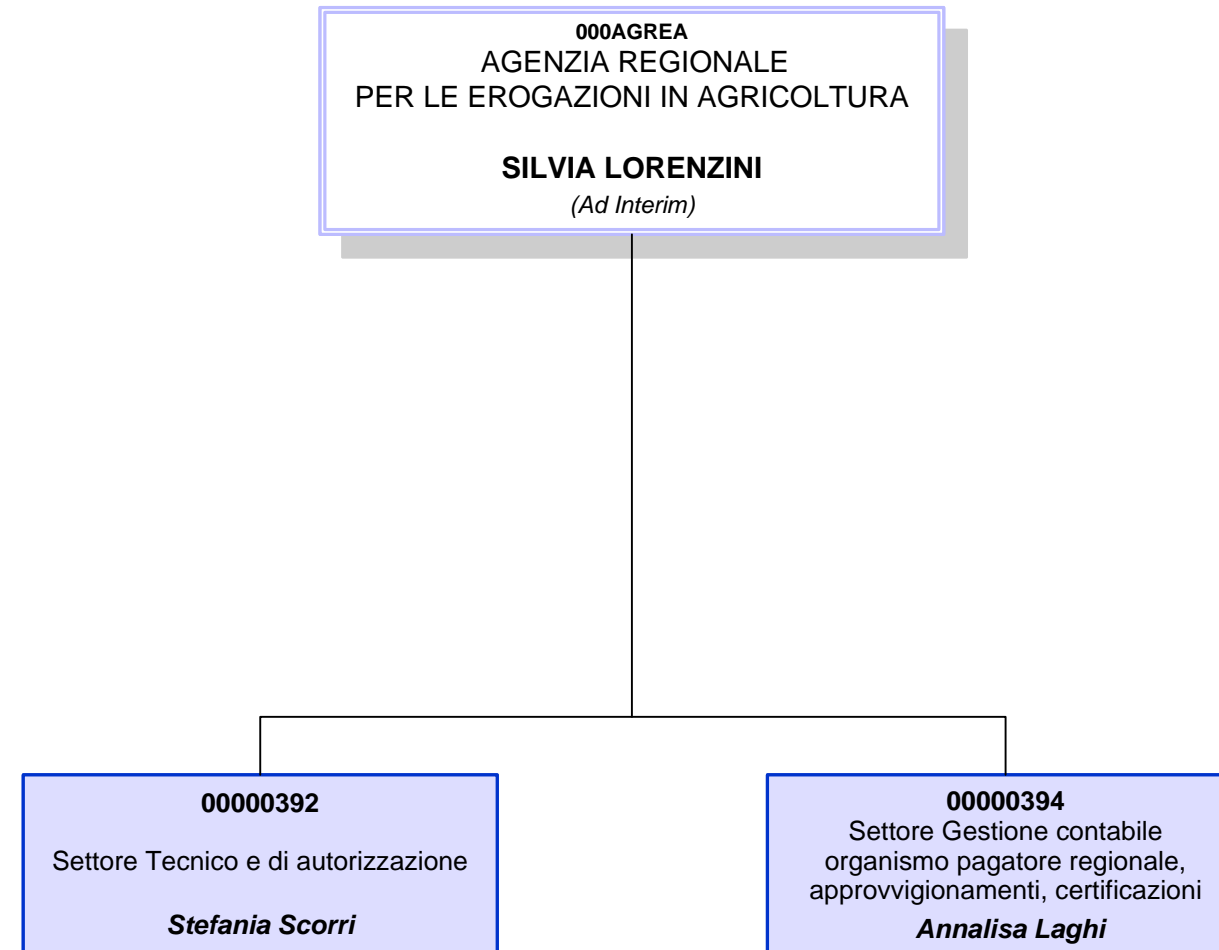 000AGREA
AGENZIA REGIONALE
PER LE EROGAZIONI IN AGRICOLTURA
SILVIA LORENZINI
(Ad Interim)
00000392
Settore Tecnico e di autorizzazione
Stefania Scorri
00000394
Settore Gestione contabile
organismo pagatore regionale,
approvvigionamenti, certificazioni
Annalisa Laghi